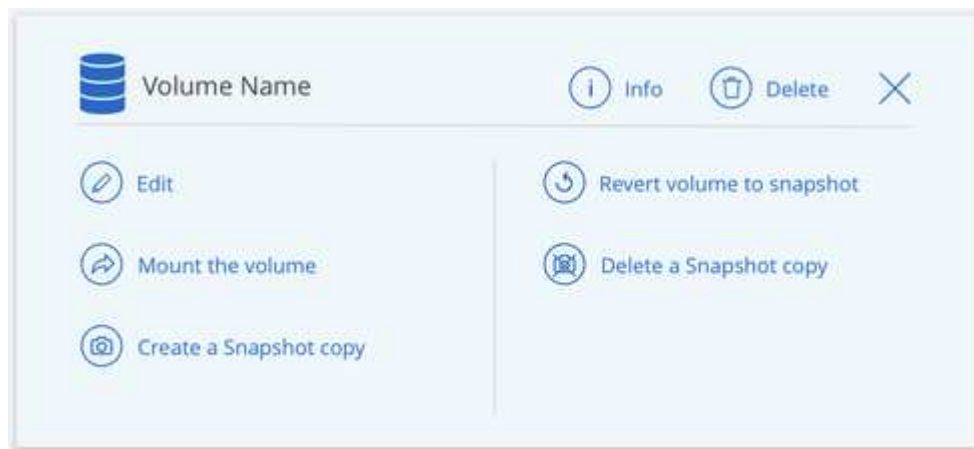 Volume Name
Info
Delete
Edit
Mount the volume
Create a Snapshot copy
Revert volume to snapshot
Delete a Snapshot copy